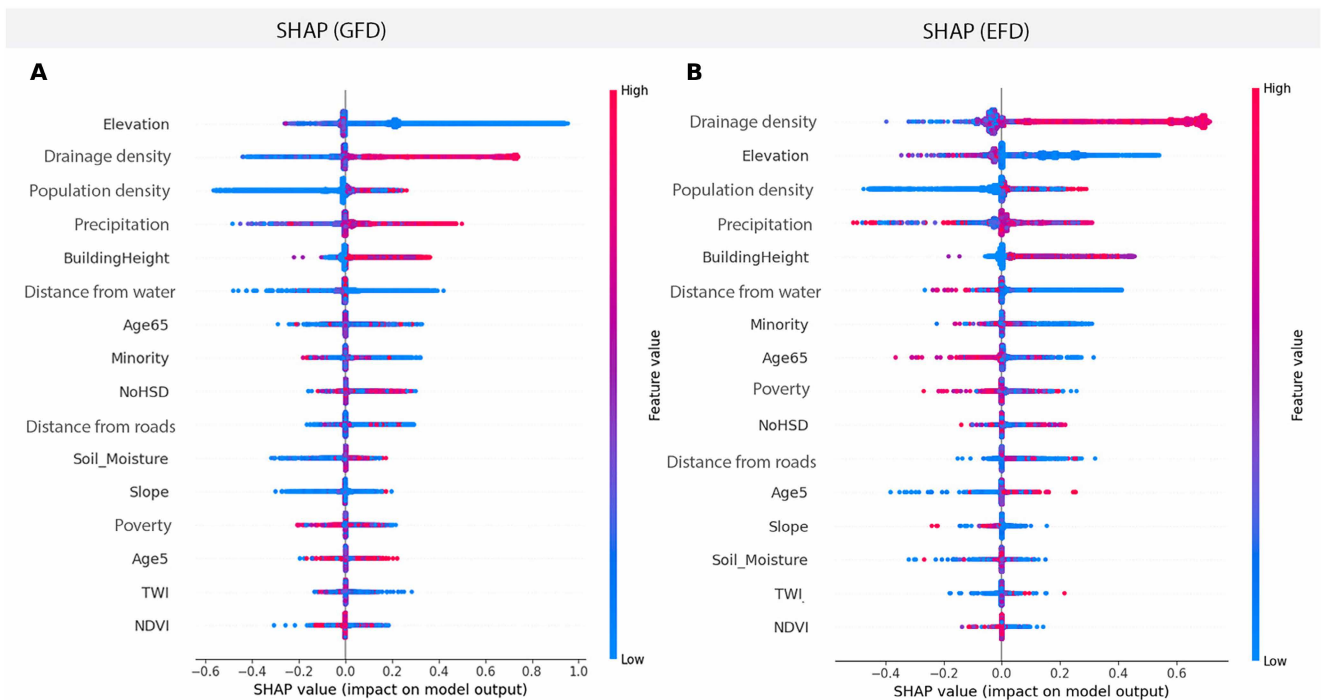 SHAP (GFD)
SHAP (EFD)
A
Elevation
Drainage density
Population density
Precipitation
BuildingHeight
Distance from water
Age65
Minority
NoHSD
Distance from roads
Soil_Moisture
Slope
Poverty
Age5
TWI
NDVI
−0.6 −0.4 −0.2 0.0 0.2 0.4 0.6 0.8 1.0
SHAP value (impact on model output)
High
Feature value
Low
B
Drainage density
Elevation
Population density
Precipitation
BuildingHeight
Distance from water
Minority
Age65
Poverty
NoHSD
Distance from roads
Age5
Slope
Soil_Moisture
TWI.
NDVI
−0.4 −0.2 0.0 0.2 0.4 0.6
SHAP value (impact on model output)
High
Feature value
Low